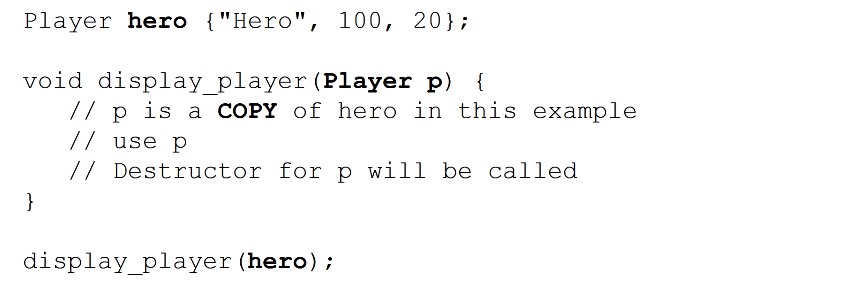 Player hero {"Hero", 100, 20};
void display_player(Player p) {
// p is a COPY of hero in this example
// use p
// Destructor for p will be called
}
display_player(hero);